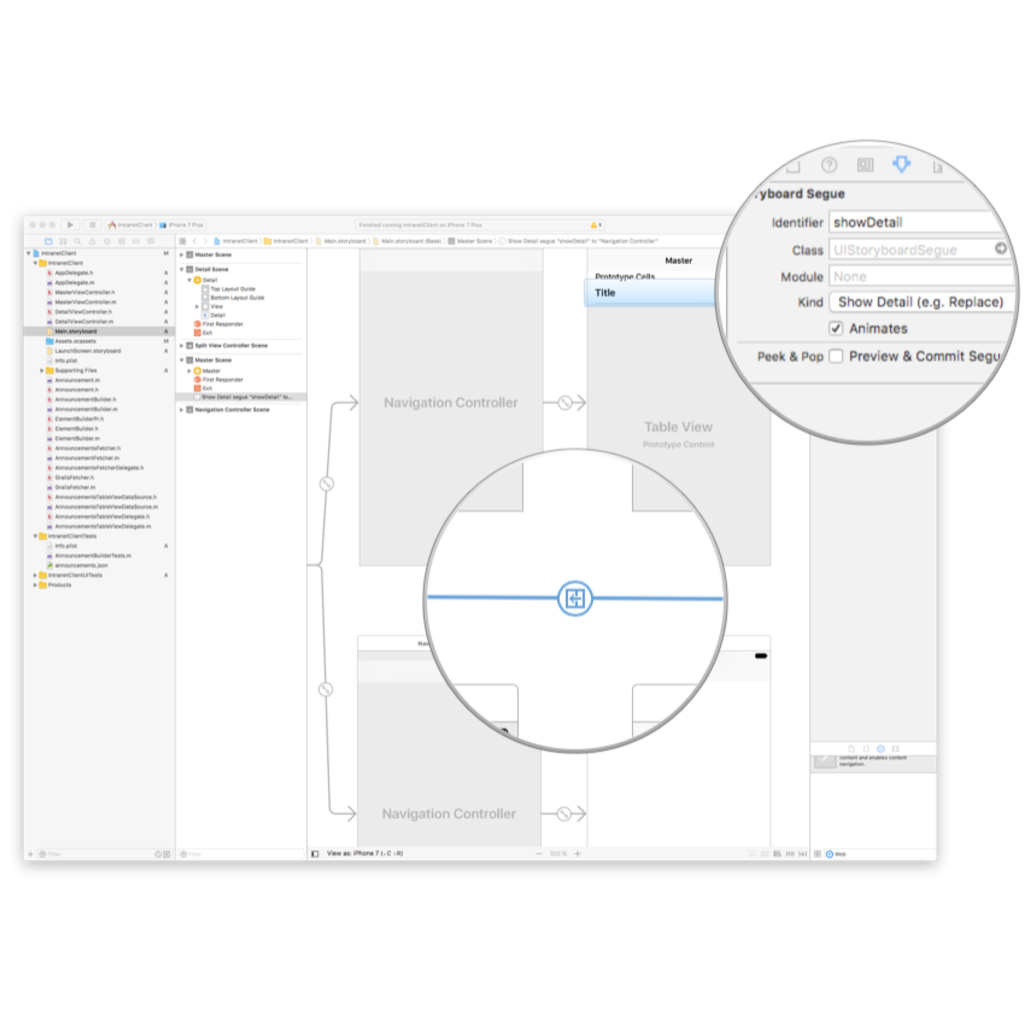 yboard Segue
Identifier showDetail
Class UIStoryboardSegue
Module None
Kind Show Detail (e.g. Replace)
Animates
Peek & Pop Preview & Commit Segu
IntranetClient iPhone 7 Plus
Finished running IntranetClient on iPhone 7 Plus
IntranetClient IntranetClient Main.storyboard Main.storyboard (Base) Master Scene Show Detail segue "showDetail" to "Navigation Controller"
IntranetClient M
IntranetClient
AppDelegate.h A
AppDelegate.m A
MasterViewController.h A
MasterViewController.m A
DetailViewController.h A
DetailViewController.m A
Main.storyboard A
Assets.xcassets M
LaunchScreen.storyboard A
Info.plist A
Supporting Files A
Announcement.m
Announcement.h
AnnouncementBuilder.h
AnnouncementBuilder.m
ElementBuilderPr.h
ElementBuilder.h
ElementBuilder.m
AnnouncementsFetcher.h
AnnouncementFetcher.m
AnnouncementsFetcherDelegate.h
GrailsFetcher.h
GrailsFetcher.m
AnnouncementsTableViewDataSource.h
AnnouncementsTableViewDataSource.m
AnnouncementsTableViewDelegate.h
AnnouncementsTableViewDelegate.m
IntranetClientTests
Info.plist A
AnnouncementBuilderTests.m
announcements.json
IntranetClientUITests A
Products
Filter
Master Scene
Detail Scene
Detail
Top Layout Guide
Bottom Layout Guide
View
Detail
First Responder
Exit
Split View Controller Scene
Master Scene
Master
First Responder
Exit
Show Detail segue "showDetail" to...
Navigation Controller Scene
Filter
Master
Prototype Cells
Title
Navigation Controller
Table View
Prototype Content
Nav
Navigation Controller
content and enables content
navigation.
View as: iPhone 7 (wC hR)
100%
Web